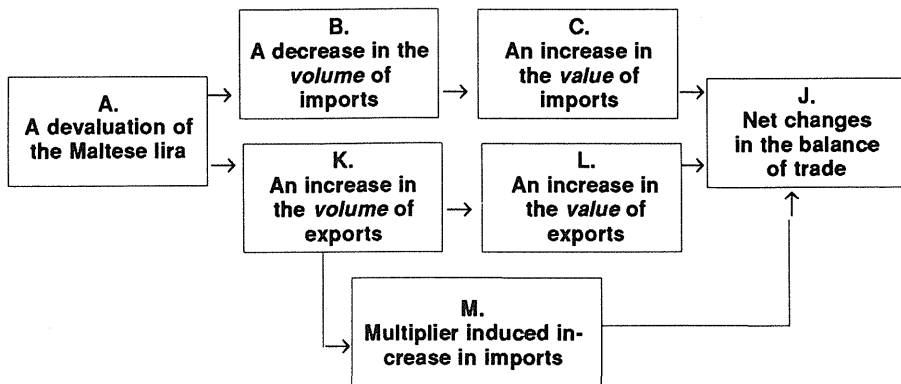 A.
A devaluation of
the Maltese lira
B.
A decrease in the
volume of
imports
C.
An increase in
the value of
imports
K.
An increase in
the volume of
exports
L.
An increase in
the value of
exports
M.
Multiplier induced in-
crease in imports
J.
Net changes
in the balance
of trade